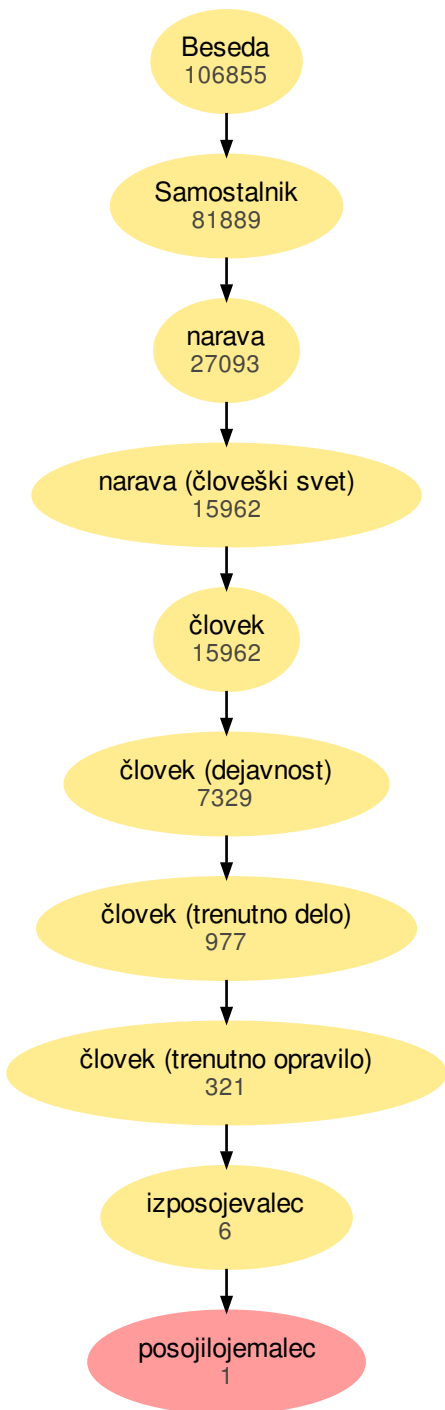 Beseda
106855
Samostalnik
81889
narava
27093
narava (človeški svet)
15962
človek
15962
človek (dejavnost)
7329
človek (trenutno delo)
977
človek (trenutno opravilo)
321
izposojevalec
6
posojilojemalec
1